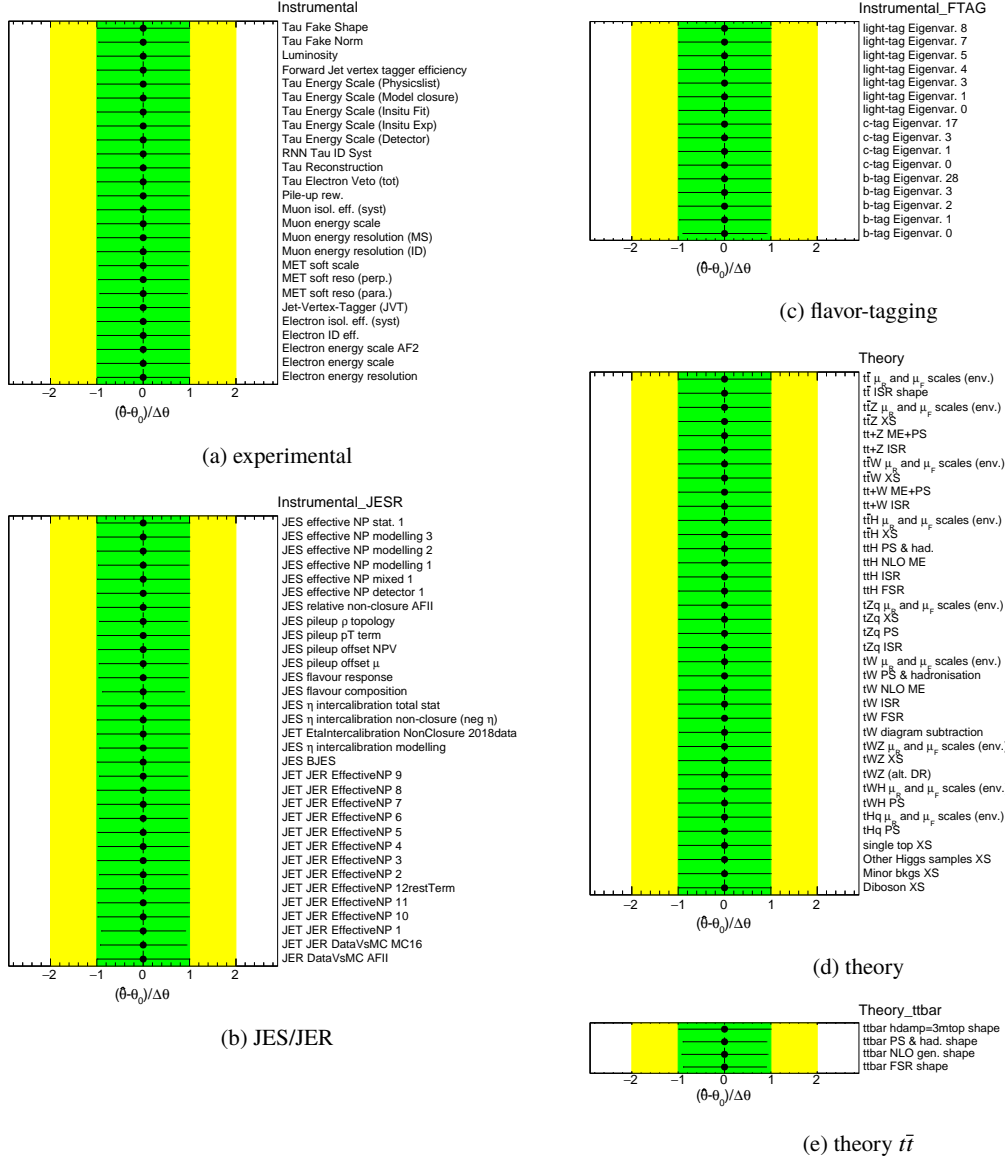 Instrumental
Tau Fake Shape
Tau Fake Norm
Luminosity
Forward Jet vertex tagger efficiency
Tau Energy Scale (Physicslist)
Tau Energy Scale (Model closure)
Tau Energy Scale (Insitu Fit)
Tau Energy Scale (Insitu Exp)
Tau Energy Scale (Detector)
RNN Tau ID Syst
Tau Reconstruction
Tau Electron Veto (tot)
Pile-up rew.
Muon isol. eff. (syst)
Muon energy scale
Muon energy resolution (MS)
Muon energy resolution (ID)
MET soft scale
MET soft reso (perp.)
MET soft reso (para.)
Jet-Vertex-Tagger (JVT)
Electron isol. eff. (syst)
Electron ID eff.
Electron energy scale AF2
Electron energy scale
Electron energy resolution
−2 −1 0 1 2
(θ̂-θ₀)/Δθ
(a) experimental
Instrumental_JESR
JES effective NP stat. 1
JES effective NP modelling 3
JES effective NP modelling 2
JES effective NP modelling 1
JES effective NP mixed 1
JES effective NP detector 1
JES relative non-closure AFII
JES pileup ρ topology
JES pileup pT term
JES pileup offset NPV
JES pileup offset μ
JES flavour response
JES flavour composition
JES η intercalibration total stat
JES η intercalibration non-closure (neg η)
JET EtaIntercalibration NonClosure 2018data
JES η intercalibration modelling
JES BJES
JET JER EffectiveNP 9
JET JER EffectiveNP 8
JET JER EffectiveNP 7
JET JER EffectiveNP 6
JET JER EffectiveNP 5
JET JER EffectiveNP 4
JET JER EffectiveNP 3
JET JER EffectiveNP 2
JET JER EffectiveNP 12restTerm
JET JER EffectiveNP 11
JET JER EffectiveNP 10
JET JER EffectiveNP 1
JET JER DataVsMC MC16
JER DataVsMC AFII
−2 −1 0 1 2
(θ̂-θ₀)/Δθ
(b) JES/JER
Instrumental_FTAG
light-tag Eigenvar. 8
light-tag Eigenvar. 7
light-tag Eigenvar. 5
light-tag Eigenvar. 4
light-tag Eigenvar. 3
light-tag Eigenvar. 1
light-tag Eigenvar. 0
c-tag Eigenvar. 17
c-tag Eigenvar. 3
c-tag Eigenvar. 1
c-tag Eigenvar. 0
b-tag Eigenvar. 28
b-tag Eigenvar. 3
b-tag Eigenvar. 2
b-tag Eigenvar. 1
b-tag Eigenvar. 0
−2 −1 0 1 2
(θ̂-θ₀)/Δθ
(c) flavor-tagging
Theory
tt̄ μ_R and μ_F scales (env.)
tt̄ ISR shape
tt̄Z μ_R and μ_F scales (env.)
tt̄Z XS
tt+Z ME+PS
tt+Z ISR
tt̄W μ_R and μ_F scales (env.)
tt̄W XS
tt+W ME+PS
tt+W ISR
tt̄H μ_R and μ_F scales (env.)
tt̄H XS
ttH PS & had.
ttH NLO ME
ttH ISR
ttH FSR
tZq μ_R and μ_F scales (env.)
tZq XS
tZq PS
tZq ISR
tW μ_R and μ_F scales (env.)
tW PS & hadronisation
tW NLO ME
tW ISR
tW FSR
tW diagram subtraction
tWZ μ_R and μ_F scales (env.
tWZ XS
tWZ (alt. DR)
tWH μ_R and μ_F scales (env.
tWH PS
tHq μ_R and μ_F scales (env.)
tHq PS
single top XS
Other Higgs samples XS
Minor bkgs XS
Diboson XS
−2 −1 0 1 2
(θ̂-θ₀)/Δθ
(d) theory
Theory_ttbar
ttbar hdamp=3mtop shape
ttbar PS & had. shape
ttbar NLO gen. shape
ttbar FSR shape
−2 −1 0 1 2
(θ̂-θ₀)/Δθ
(e) theory tt̄